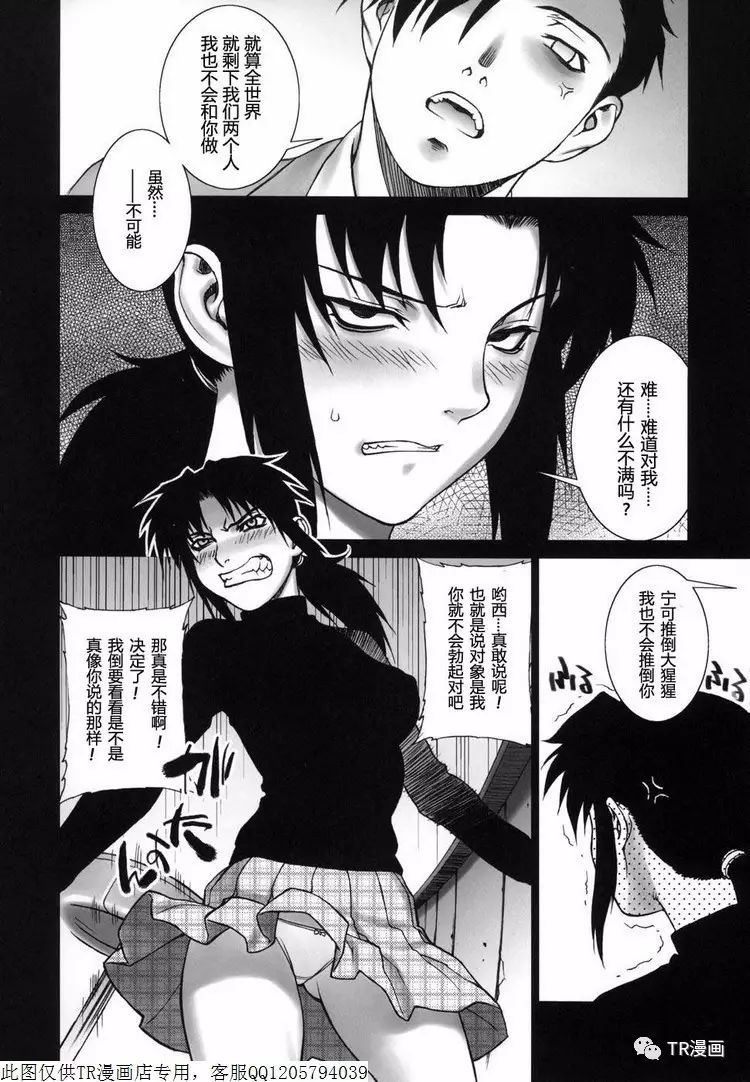 就算全世界
就剩下我们两个人
我也不会和你做
虽然……
——不可能
难……难道对我……
还有什么不满吗？
宁可推倒大猩猩
我也不会推倒你
哟西……真敢说呢！
也就是说对象是我
你就不会勃起对吧
那真是不错啊！
决定了！
我倒要看看是不是
真像你说的那样！
TR漫画
此图仅供TR漫画店专用，客服QQ1205794039